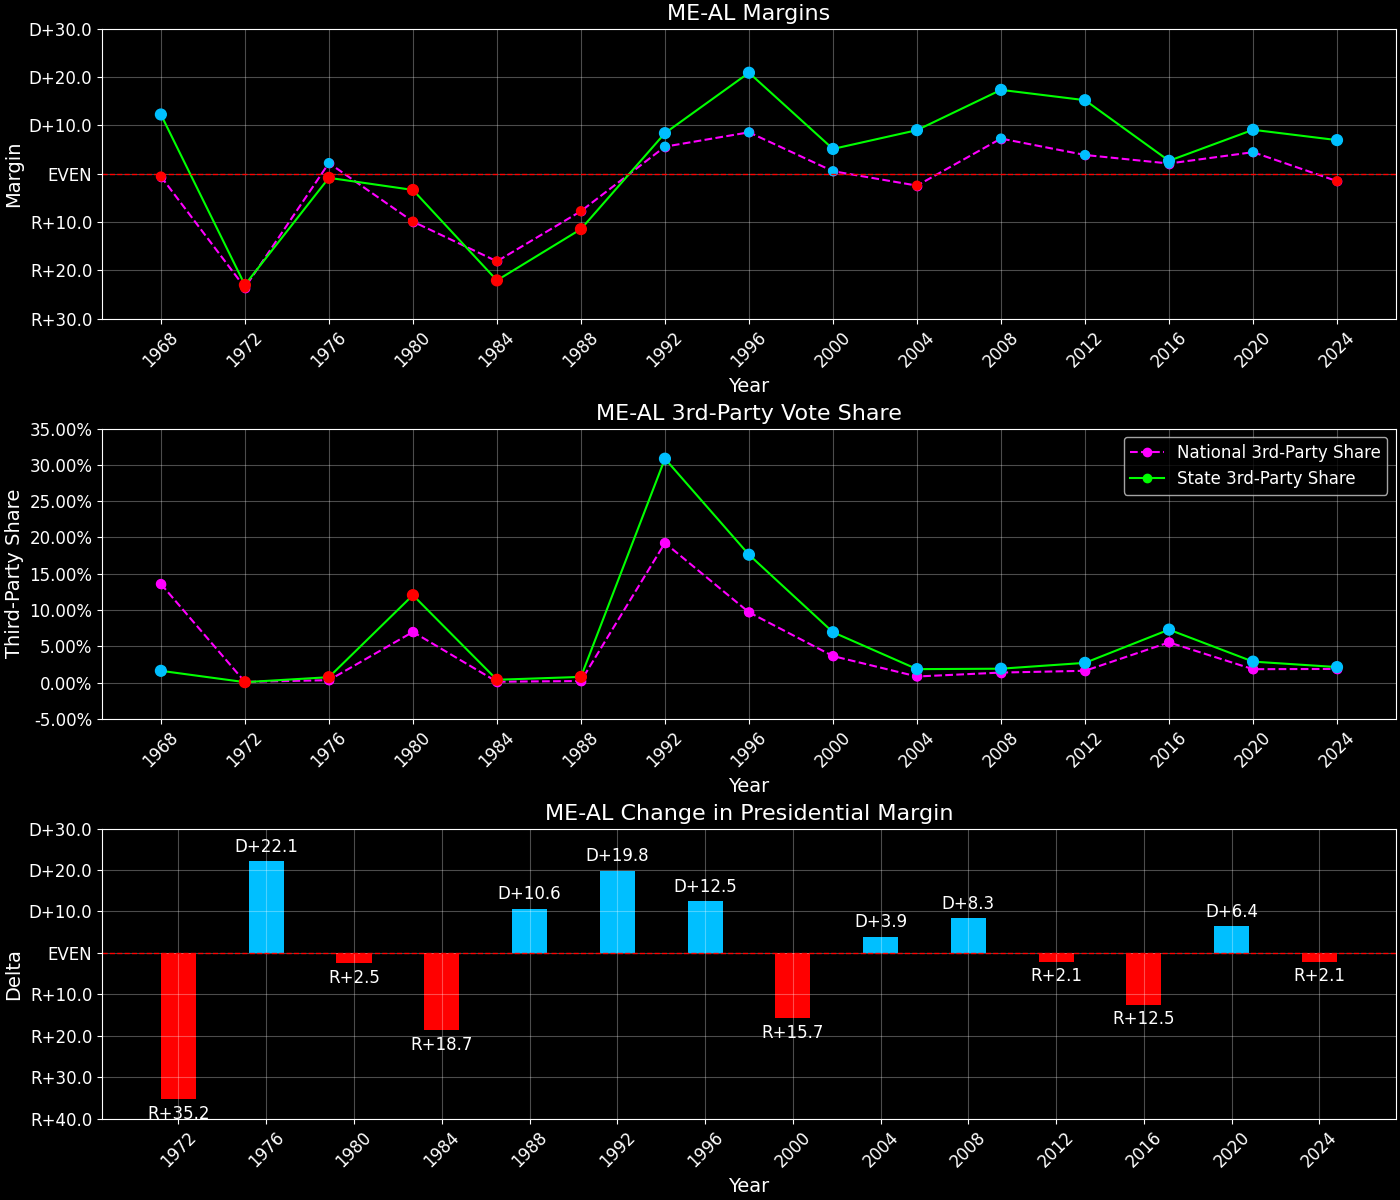 ME-AL Margins
D+30.0
D+20.0
D+10.0
EVEN
R+10.0
R+20.0
R+30.0
Margin
1968 1972 1976 1980 1984 1988 1992 1996 2000 2004 2008 2012 2016 2020 2024
Year
ME-AL 3rd-Party Vote Share
35.00%
30.00%
25.00%
20.00%
15.00%
10.00%
5.00%
0.00%
-5.00%
Third-Party Share
National 3rd-Party Share
State 3rd-Party Share
1968 1972 1976 1980 1984 1988 1992 1996 2000 2004 2008 2012 2016 2020 2024
Year
ME-AL Change in Presidential Margin
D+30.0
D+20.0
D+10.0
EVEN
R+10.0
R+20.0
R+30.0
R+40.0
Delta
R+35.2
D+22.1
R+2.5
R+18.7
D+10.6
D+19.8
D+12.5
R+15.7
D+3.9
D+8.3
R+2.1
R+12.5
D+6.4
R+2.1
1972 1976 1980 1984 1988 1992 1996 2000 2004 2008 2012 2016 2020 2024
Year